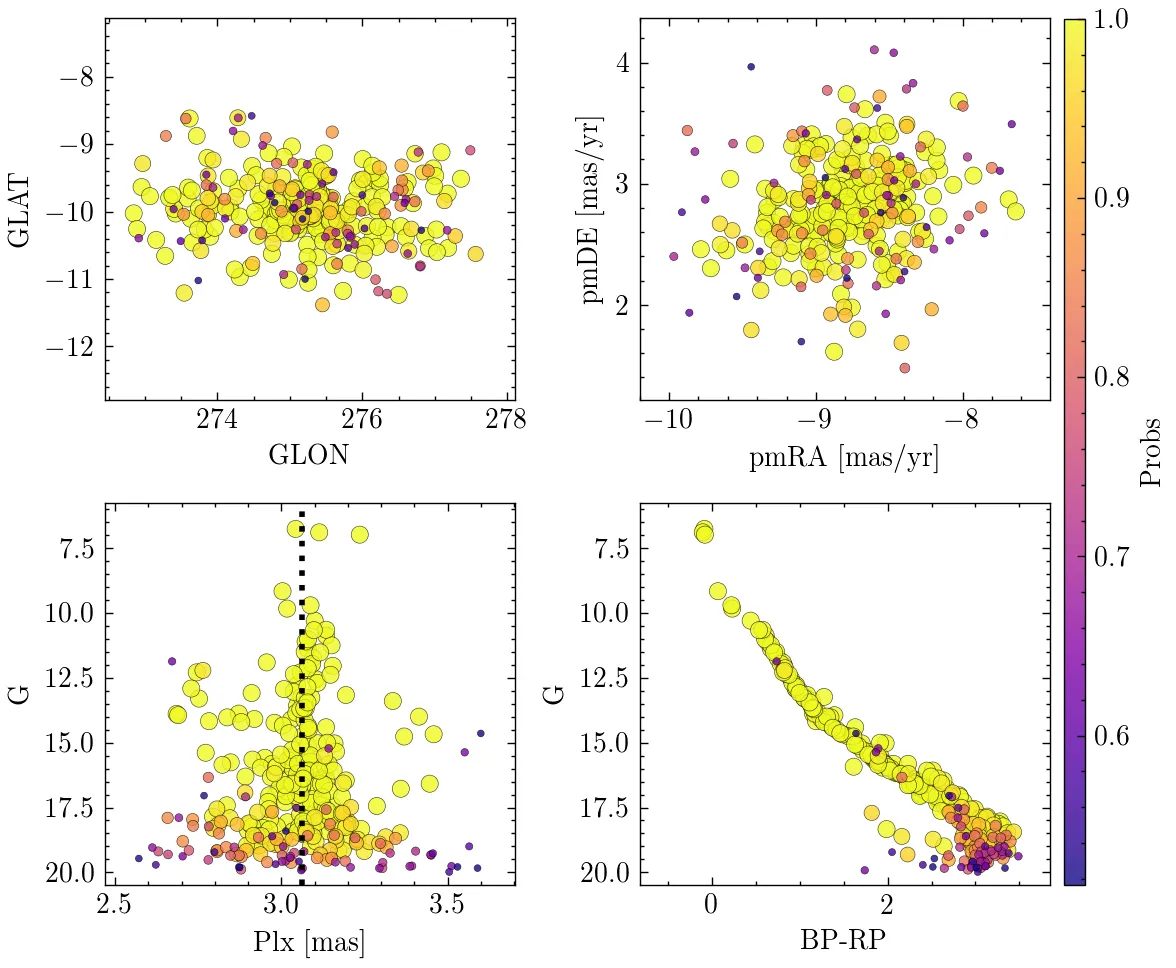 −8
−9
−10
−11
−12
GLAT
274 276 278
GLON
4
3
2
pmDE [mas/yr]
−10 −9 −8
pmRA [mas/yr]
7.5
10.0
12.5
15.0
17.5
20.0
G
2.5 3.0 3.5
Plx [mas]
7.5
10.0
12.5
15.0
17.5
20.0
G
0 2
BP-RP
1.0
0.9
0.8
0.7
0.6
Probs